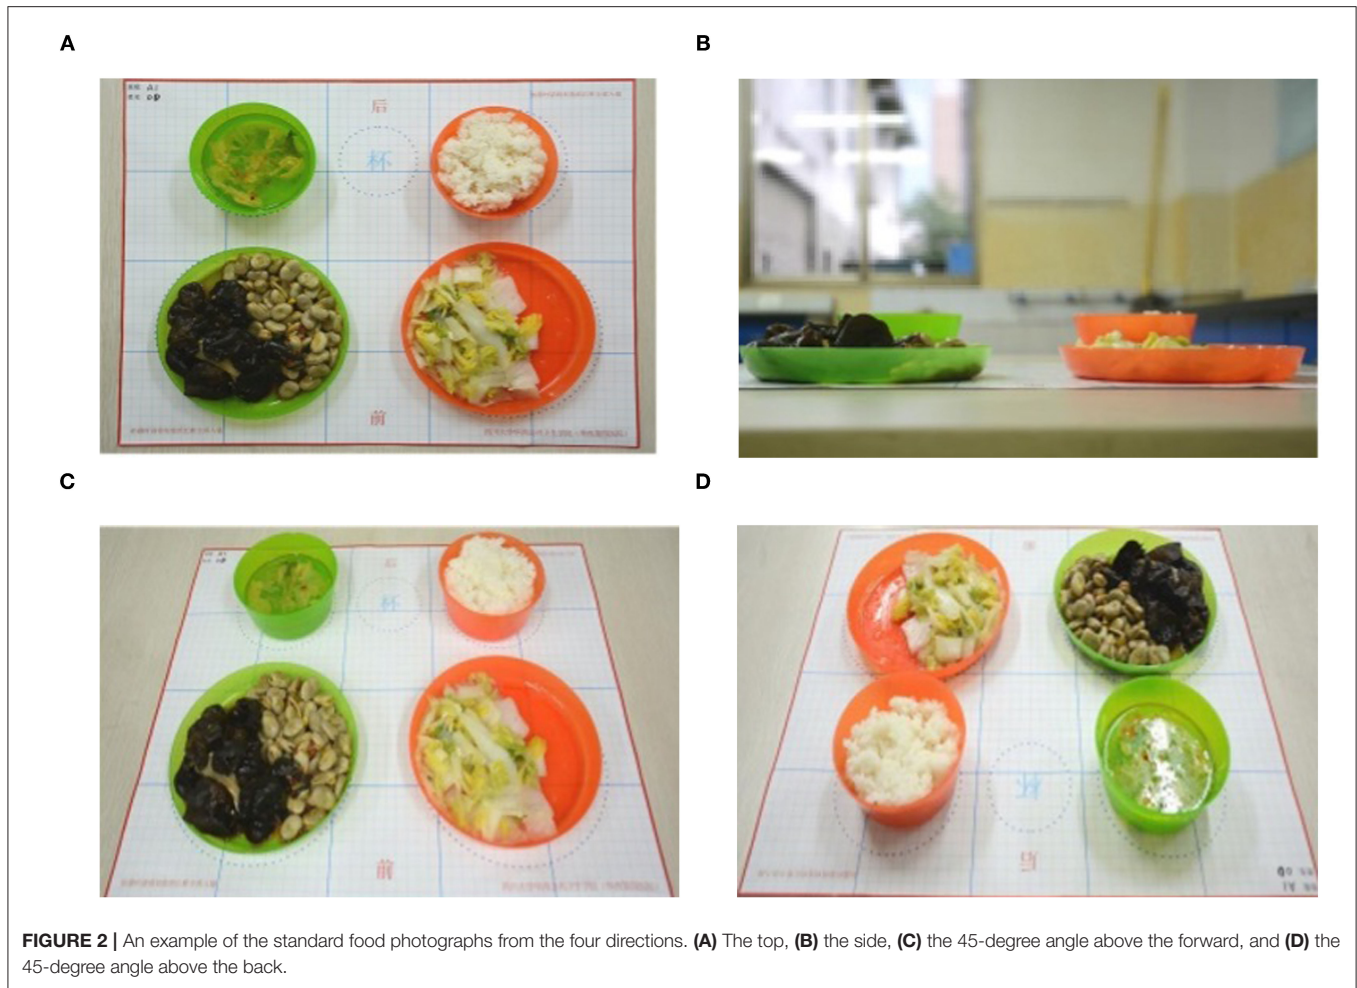 A
B
后
杯
前
C
D
后
杯
前
FIGURE 2 | An example of the standard food photographs from the four directions. (A) The top, (B) the side, (C) the 45-degree angle above the forward, and (D) the
45-degree angle above the back.